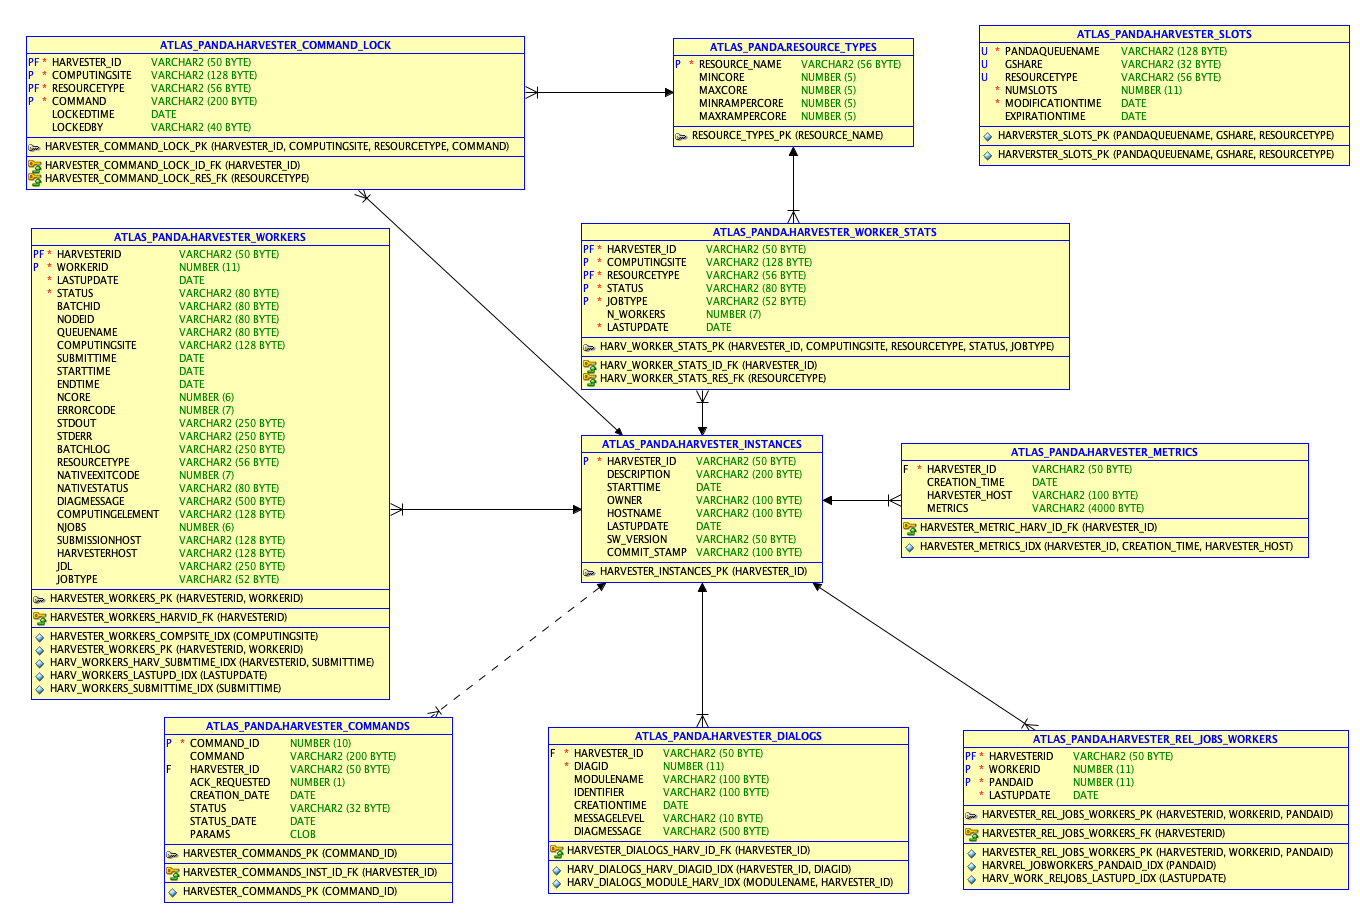 ATLAS_PANDA.HARVESTER_COMMAND_LOCK
PF * HARVESTER_ID VARCHAR2 (50 BYTE)
P * COMPUTINGSITE VARCHAR2 (128 BYTE)
PF * RESOURCETYPE VARCHAR2 (56 BYTE)
P * COMMAND VARCHAR2 (200 BYTE)
LOCKEDTIME DATE
LOCKEDBY VARCHAR2 (40 BYTE)
HARVESTER_COMMAND_LOCK_PK (HARVESTER_ID, COMPUTINGSITE, RESOURCETYPE, COMMAND)
HARVESTER_COMMAND_LOCK_ID_FK (HARVESTER_ID)
HARVESTER_COMMAND_LOCK_RES_FK (RESOURCETYPE)
ATLAS_PANDA.RESOURCE_TYPES
P * RESOURCE_NAME VARCHAR2 (56 BYTE)
MINCORE NUMBER (5)
MAXCORE NUMBER (5)
MINRAMPERCORE NUMBER (5)
MAXRAMPERCORE NUMBER (5)
RESOURCE_TYPES_PK (RESOURCE_NAME)
ATLAS_PANDA.HARVESTER_SLOTS
U * PANDAQUEUENAME VARCHAR2 (128 BYTE)
U GSHARE VARCHAR2 (32 BYTE)
U RESOURCETYPE VARCHAR2 (56 BYTE)
* NUMSLOTS NUMBER (11)
* MODIFICATIONTIME DATE
EXPIRATIONTIME DATE
HARVERSTER_SLOTS_PK (PANDAQUEUENAME, GSHARE, RESOURCETYPE)
HARVERSTER_SLOTS_PK (PANDAQUEUENAME, GSHARE, RESOURCETYPE)
ATLAS_PANDA.HARVESTER_WORKERS
PF * HARVESTERID VARCHAR2 (50 BYTE)
P * WORKERID NUMBER (11)
* LASTUPDATE DATE
* STATUS VARCHAR2 (80 BYTE)
BATCHID VARCHAR2 (80 BYTE)
NODEID VARCHAR2 (80 BYTE)
QUEUENAME VARCHAR2 (80 BYTE)
COMPUTINGSITE VARCHAR2 (128 BYTE)
SUBMITTIME DATE
STARTTIME DATE
ENDTIME DATE
NCORE NUMBER (6)
ERRORCODE NUMBER (7)
STDOUT VARCHAR2 (250 BYTE)
STDERR VARCHAR2 (250 BYTE)
BATCHLOG VARCHAR2 (250 BYTE)
RESOURCETYPE VARCHAR2 (56 BYTE)
NATIVEEXITCODE NUMBER (7)
NATIVESTATUS VARCHAR2 (80 BYTE)
DIAGMESSAGE VARCHAR2 (500 BYTE)
COMPUTINGELEMENT VARCHAR2 (128 BYTE)
NJOBS NUMBER (6)
SUBMISSIONHOST VARCHAR2 (128 BYTE)
HARVESTERHOST VARCHAR2 (128 BYTE)
JDL VARCHAR2 (250 BYTE)
JOBTYPE VARCHAR2 (52 BYTE)
HARVESTER_WORKERS_PK (HARVESTERID, WORKERID)
HARVESTER_WORKERS_HARVID_FK (HARVESTERID)
HARVESTER_WORKERS_COMPSITE_IDX (COMPUTINGSITE)
HARVESTER_WORKERS_PK (HARVESTERID, WORKERID)
HARV_WORKERS_HARV_SUBMTIME_IDX (HARVESTERID, SUBMITTIME)
HARV_WORKERS_LASTUPD_IDX (LASTUPDATE)
HARV_WORKERS_SUBMITTIME_IDX (SUBMITTIME)
ATLAS_PANDA.HARVESTER_WORKER_STATS
PF * HARVESTER_ID VARCHAR2 (50 BYTE)
P * COMPUTINGSITE VARCHAR2 (128 BYTE)
PF * RESOURCETYPE VARCHAR2 (56 BYTE)
P * STATUS VARCHAR2 (80 BYTE)
P * JOBTYPE VARCHAR2 (52 BYTE)
N_WORKERS NUMBER (7)
* LASTUPDATE DATE
HARV_WORKER_STATS_PK (HARVESTER_ID, COMPUTINGSITE, RESOURCETYPE, STATUS, JOBTYPE)
HARV_WORKER_STATS_ID_FK (HARVESTER_ID)
HARV_WORKER_STATS_RES_FK (RESOURCETYPE)
ATLAS_PANDA.HARVESTER_INSTANCES
P * HARVESTER_ID VARCHAR2 (50 BYTE)
DESCRIPTION VARCHAR2 (200 BYTE)
STARTTIME DATE
OWNER VARCHAR2 (100 BYTE)
HOSTNAME VARCHAR2 (100 BYTE)
LASTUPDATE DATE
SW_VERSION VARCHAR2 (50 BYTE)
COMMIT_STAMP VARCHAR2 (100 BYTE)
HARVESTER_INSTANCES_PK (HARVESTER_ID)
ATLAS_PANDA.HARVESTER_METRICS
F * HARVESTER_ID VARCHAR2 (50 BYTE)
CREATION_TIME DATE
HARVESTER_HOST VARCHAR2 (100 BYTE)
METRICS VARCHAR2 (4000 BYTE)
HARVESTER_METRIC_HARV_ID_FK (HARVESTER_ID)
HARVESTER_METRICS_IDX (HARVESTER_ID, CREATION_TIME, HARVESTER_HOST)
ATLAS_PANDA.HARVESTER_COMMANDS
P * COMMAND_ID NUMBER (10)
COMMAND VARCHAR2 (200 BYTE)
F HARVESTER_ID VARCHAR2 (50 BYTE)
ACK_REQUESTED NUMBER (1)
CREATION_DATE DATE
STATUS VARCHAR2 (32 BYTE)
STATUS_DATE DATE
PARAMS CLOB
HARVESTER_COMMANDS_PK (COMMAND_ID)
HARVESTER_COMMANDS_INST_ID_FK (HARVESTER_ID)
HARVESTER_COMMANDS_PK (COMMAND_ID)
ATLAS_PANDA.HARVESTER_DIALOGS
F * HARVESTER_ID VARCHAR2 (50 BYTE)
* DIAGID NUMBER (11)
MODULENAME VARCHAR2 (100 BYTE)
IDENTIFIER VARCHAR2 (100 BYTE)
CREATIONTIME DATE
MESSAGELEVEL VARCHAR2 (10 BYTE)
DIAGMESSAGE VARCHAR2 (500 BYTE)
HARVESTER_DIALOGS_HARV_ID_FK (HARVESTER_ID)
HARV_DIALOGS_HARV_DIAGID_IDX (HARVESTER_ID, DIAGID)
HARV_DIALOGS_MODULE_HARV_IDX (MODULENAME, HARVESTER_ID)
ATLAS_PANDA.HARVESTER_REL_JOBS_WORKERS
PF * HARVESTERID VARCHAR2 (50 BYTE)
P * WORKERID NUMBER (11)
P * PANDAID NUMBER (11)
* LASTUPDATE DATE
HARVESTER_REL_JOBS_WORKERS_PK (HARVESTERID, WORKERID, PANDAID)
HARVESTER_REL_JOBS_WORKERS_FK (HARVESTERID)
HARVESTER_REL_JOBS_WORKERS_PK (HARVESTERID, WORKERID, PANDAID)
HARVREL_JOBWORKERS_PANDAID_IDX (PANDAID)
HARV_WORK_RELJOBS_LASTUPD_IDX (LASTUPDATE)